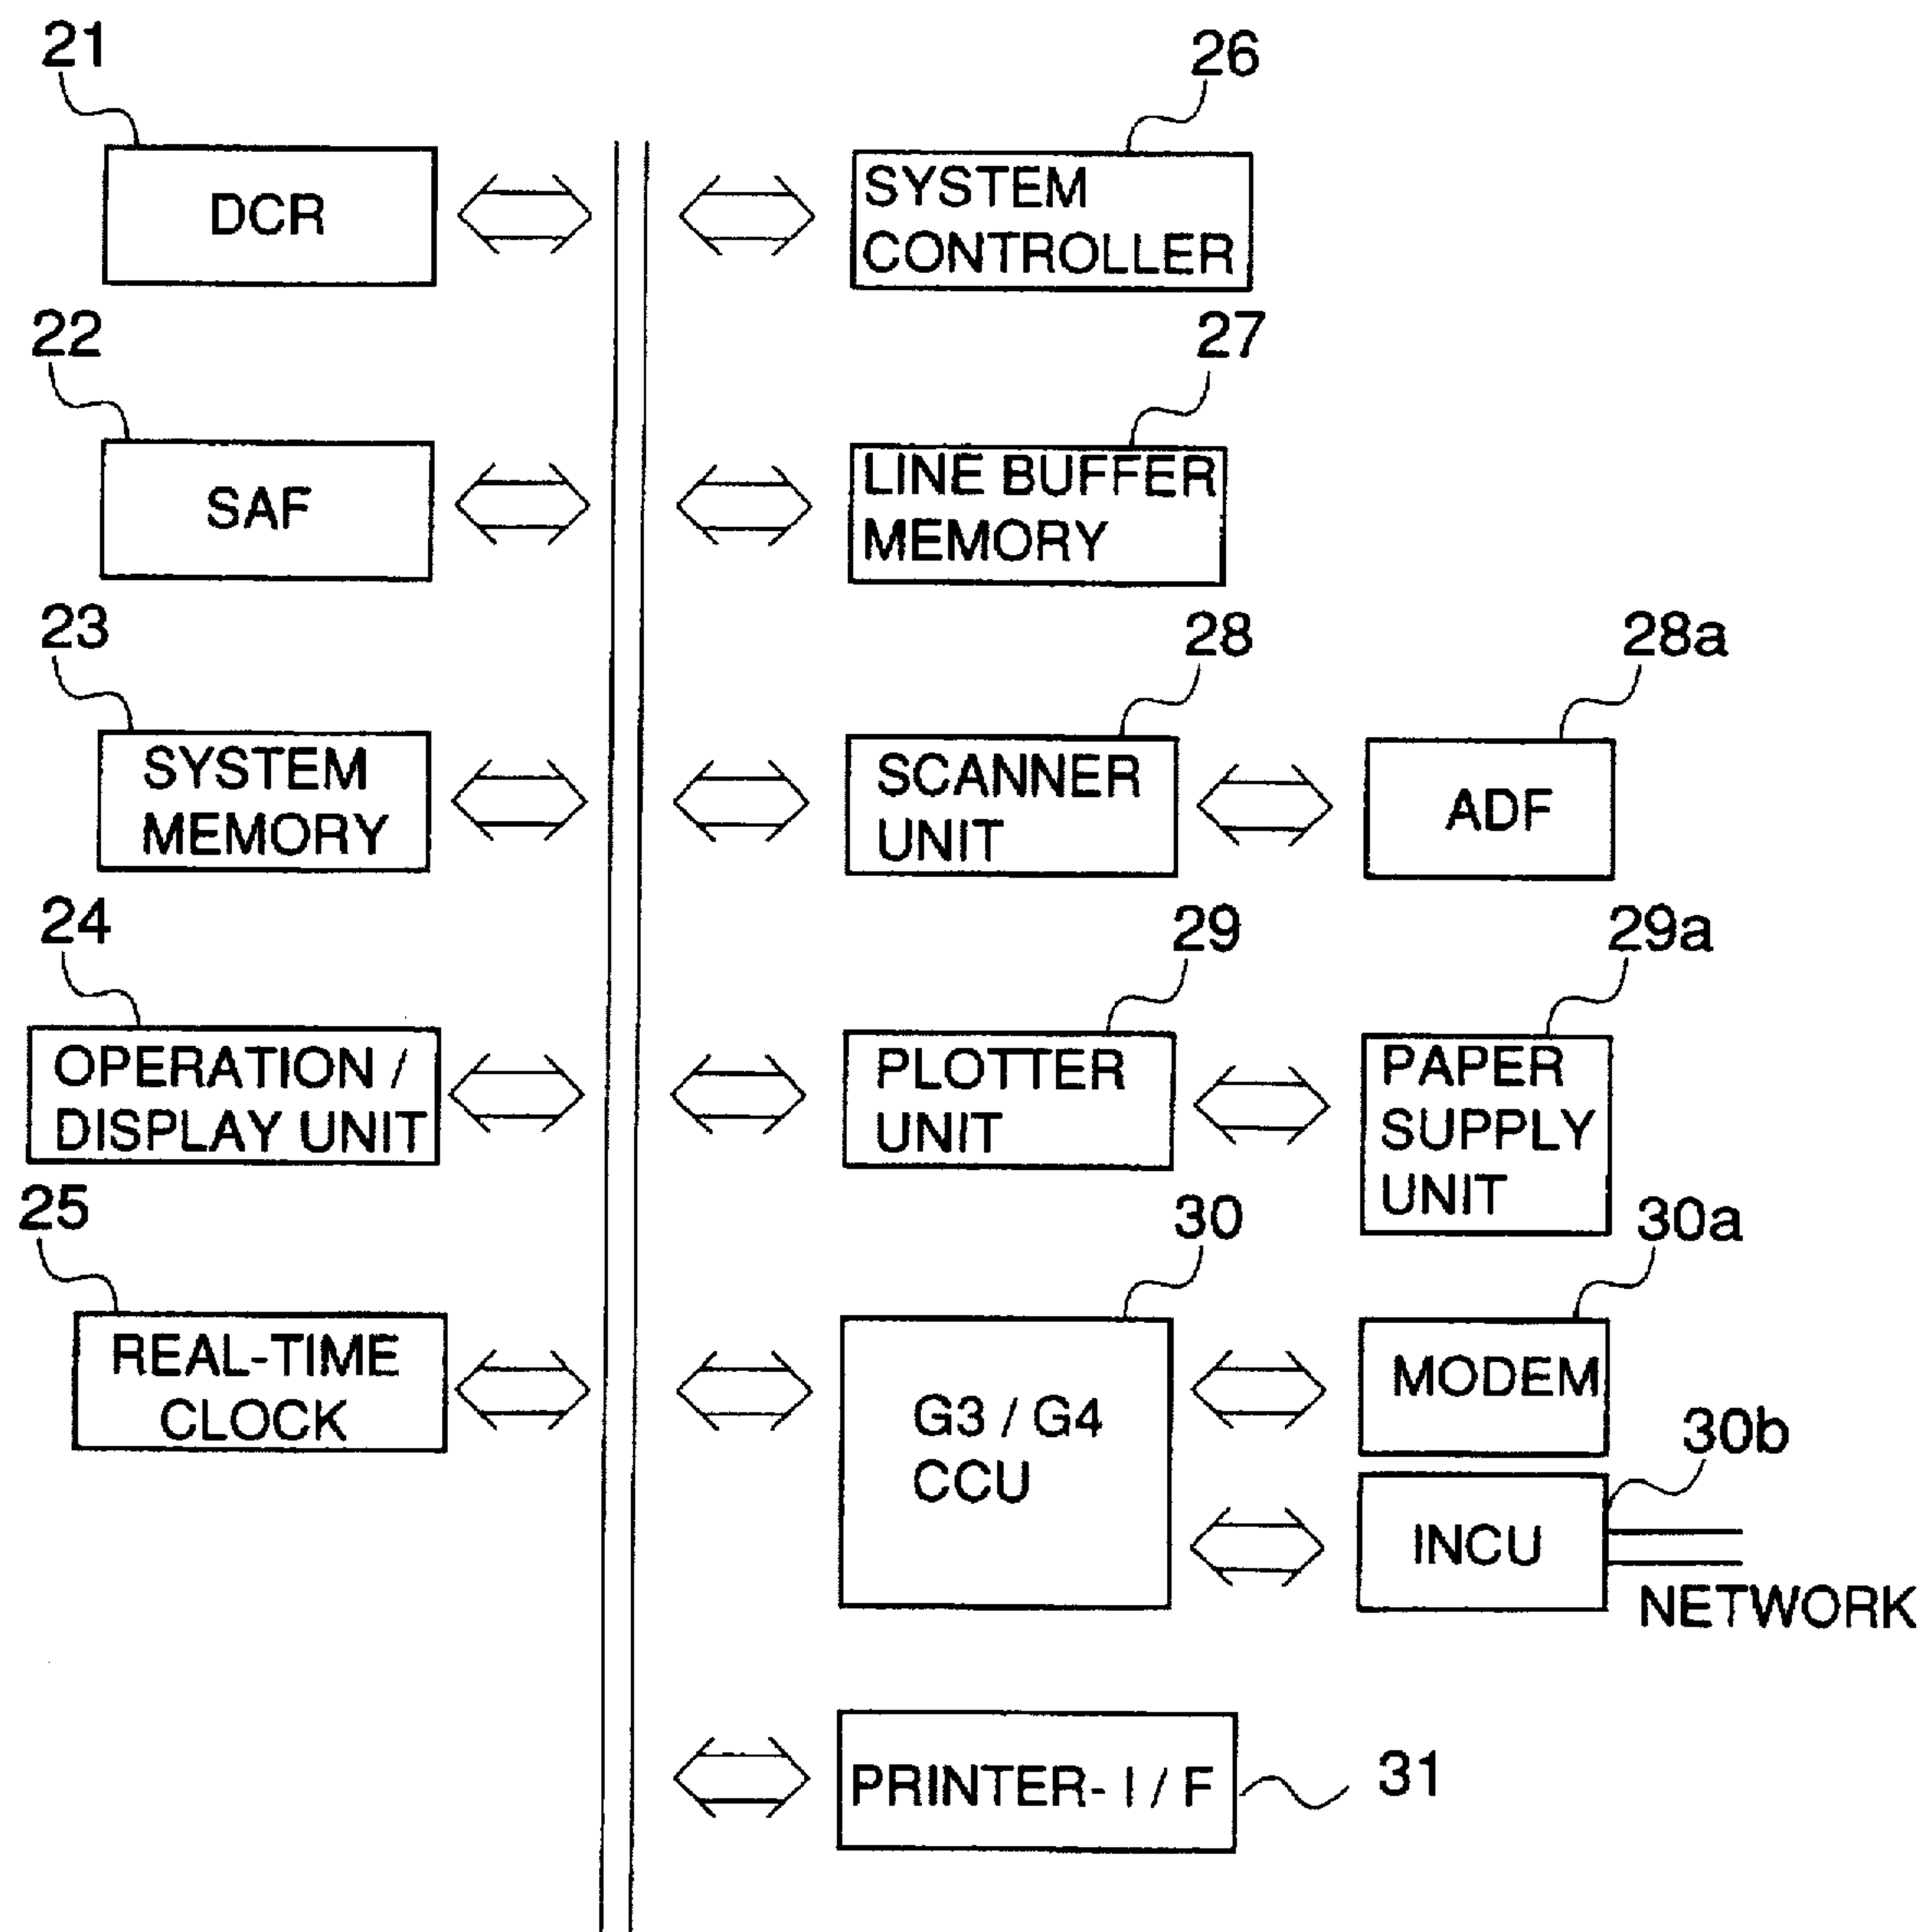 21
DCR
26
SYSTEM
CONTROLLER
22
SAF
27
LINE BUFFER
MEMORY
23
SYSTEM
MEMORY
28
SCANNER
UNIT
28a
ADF
24
OPERATION /
DISPLAY UNIT
29
PLOTTER
UNIT
29a
PAPER
SUPPLY
UNIT
25
REAL-TIME
CLOCK
30
G3 / G4
CCU
30a
MODEM
30b
INCU
NETWORK
PRINTER- I / F
31